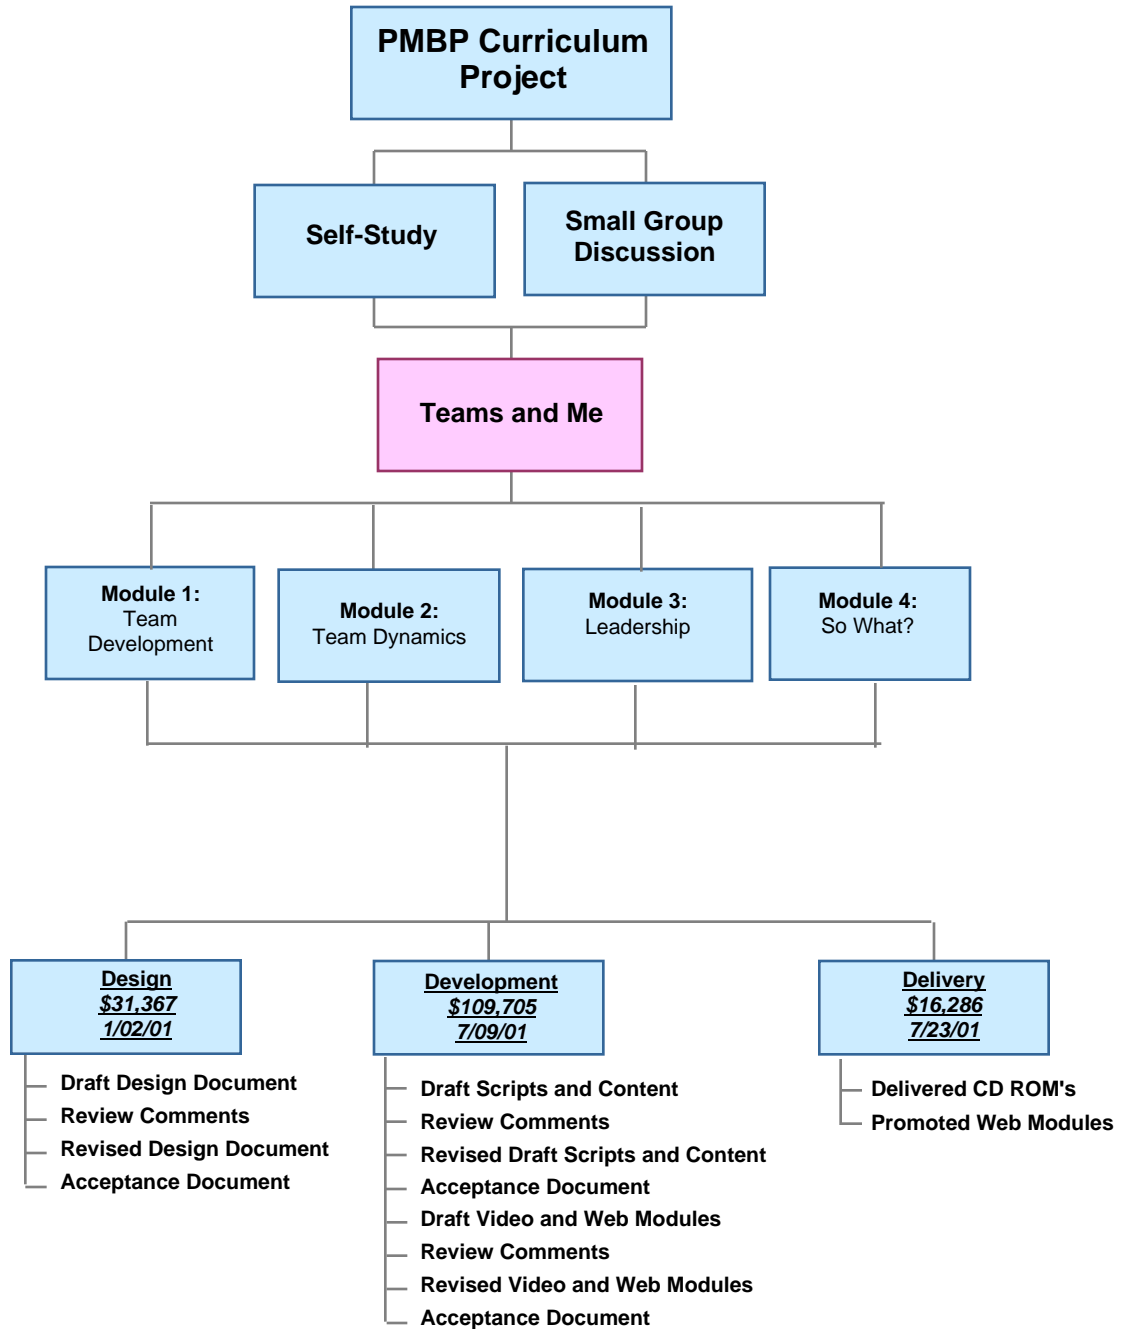 PMBP Curriculum
Project
Self-Study
Small Group
Discussion
Teams and Me
Module 1:
Team
Development
Module 2:
Team Dynamics
Module 3:
Leadership
Module 4:
So What?
Design
$31,367
1/02/01
Draft Design Document
Review Comments
Revised Design Document
Acceptance Document
Development
$109,705
7/09/01
Draft Scripts and Content
Review Comments
Revised Draft Scripts and Content
Acceptance Document
Draft Video and Web Modules
Review Comments
Revised Video and Web Modules
Acceptance Document
Delivery
$16,286
7/23/01
Delivered CD ROM's
Promoted Web Modules